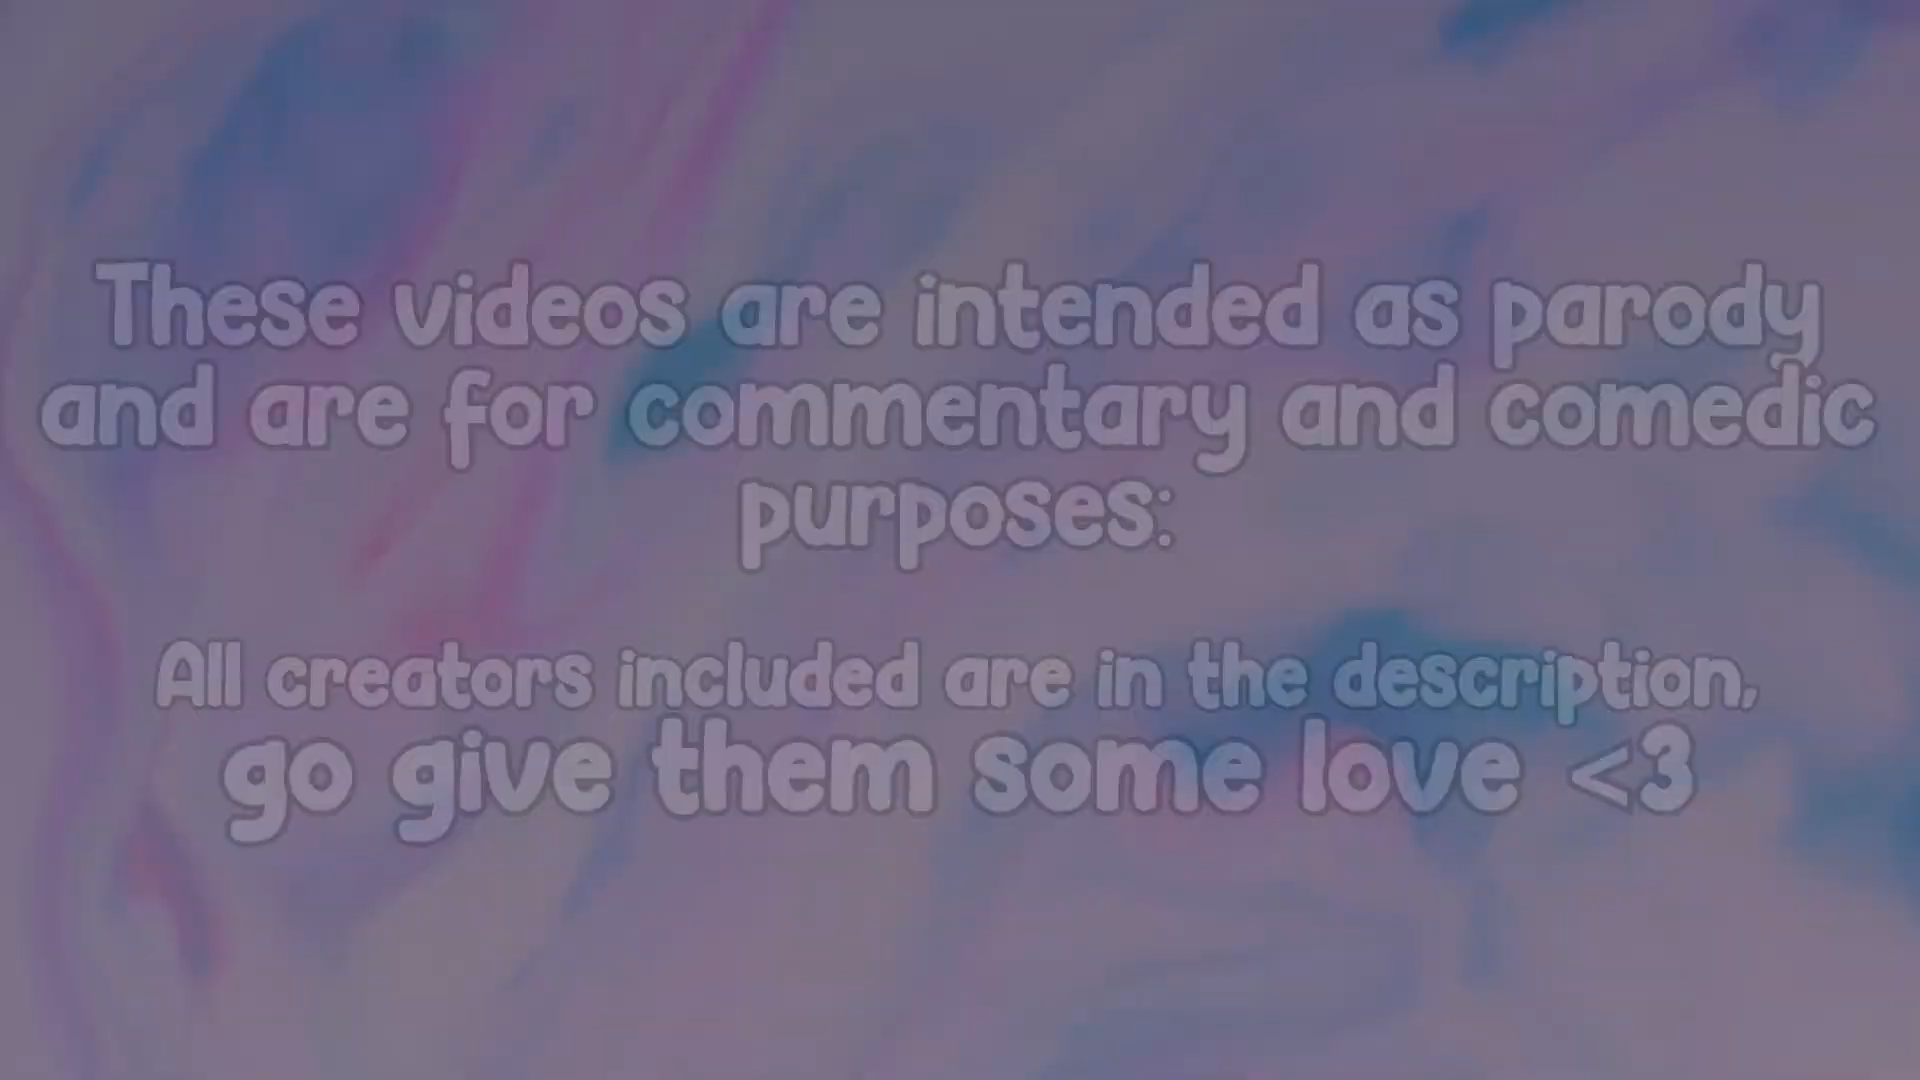 These videos are intended as parody
and are for commentary and comedic
purposes:
All creators included are in the description,
go give them some love <3